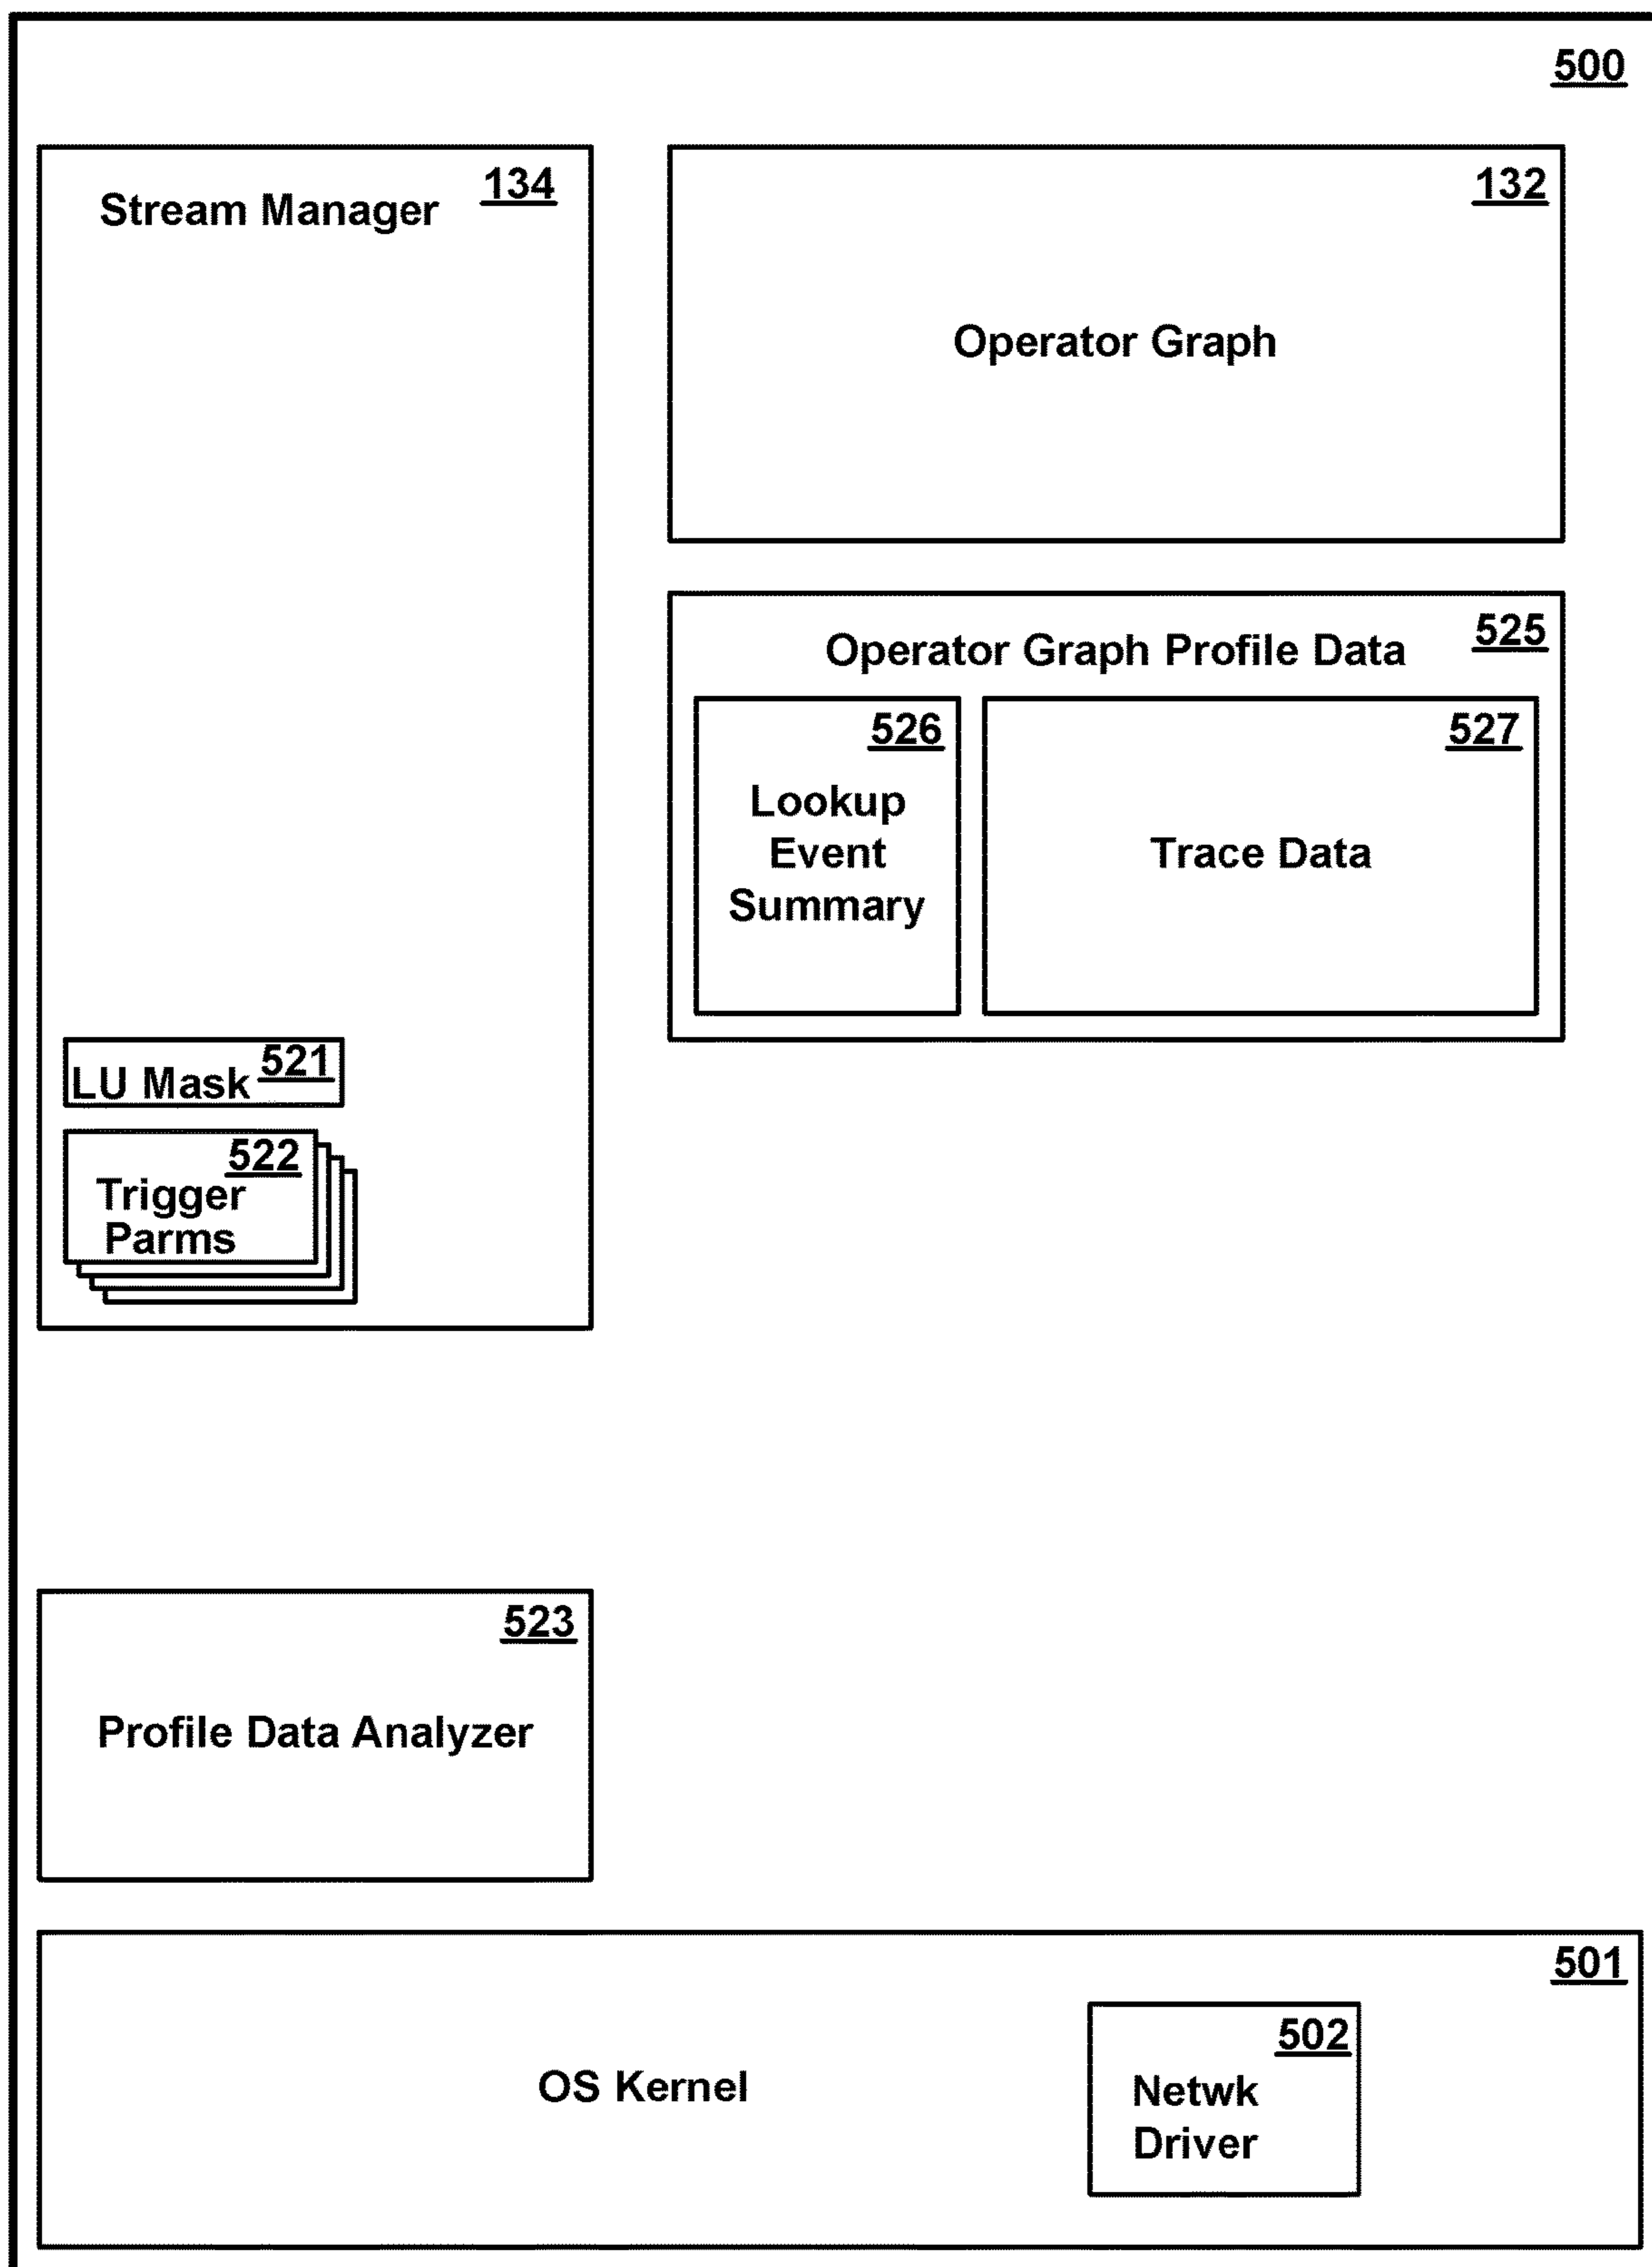 500
Stream Manager 134
132
Operator Graph
Operator Graph Profile Data 525
526
Lookup
Event
Summary
527
Trace Data
LU Mask 521
522
Trigger
Parms
523
Profile Data Analyzer
501
OS Kernel
502
Netwk
Driver